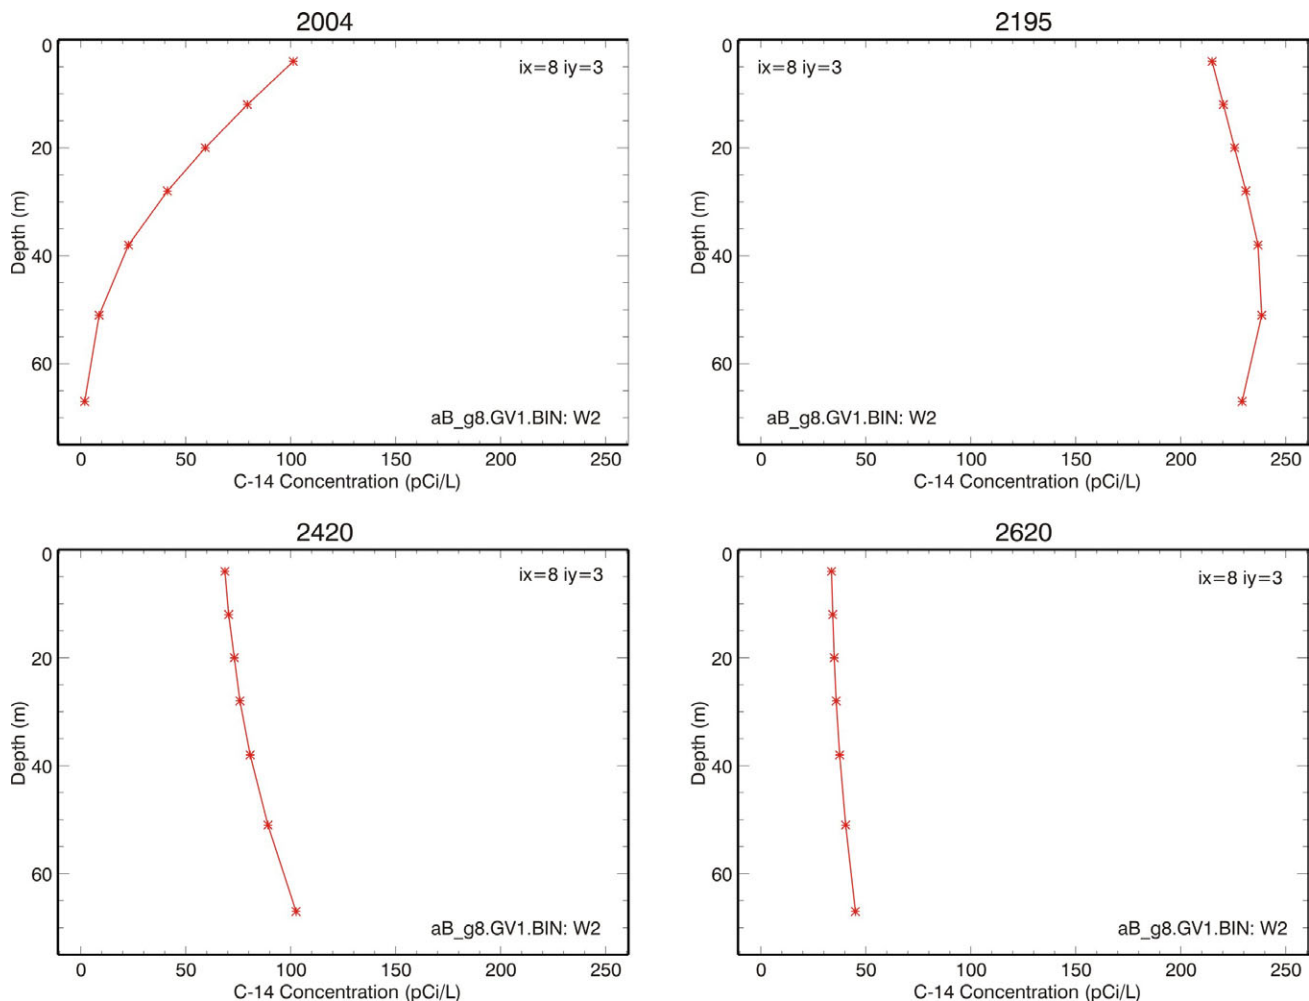 2004
0
20
40
60
Depth (m)
ix=8 iy=3
aB_g8.GV1.BIN: W2
0 50 100 150 200 250
C-14 Concentration (pCi/L)
2195
0
20
40
60
Depth (m)
ix=8 iy=3
aB_g8.GV1.BIN: W2
0 50 100 150 200 250
C-14 Concentration (pCi/L)
2420
0
20
40
60
Depth (m)
ix=8 iy=3
aB_g8.GV1.BIN: W2
0 50 100 150 200 250
C-14 Concentration (pCi/L)
2620
0
20
40
60
Depth (m)
ix=8 iy=3
aB_g8.GV1.BIN: W2
0 50 100 150 200 250
C-14 Concentration (pCi/L)